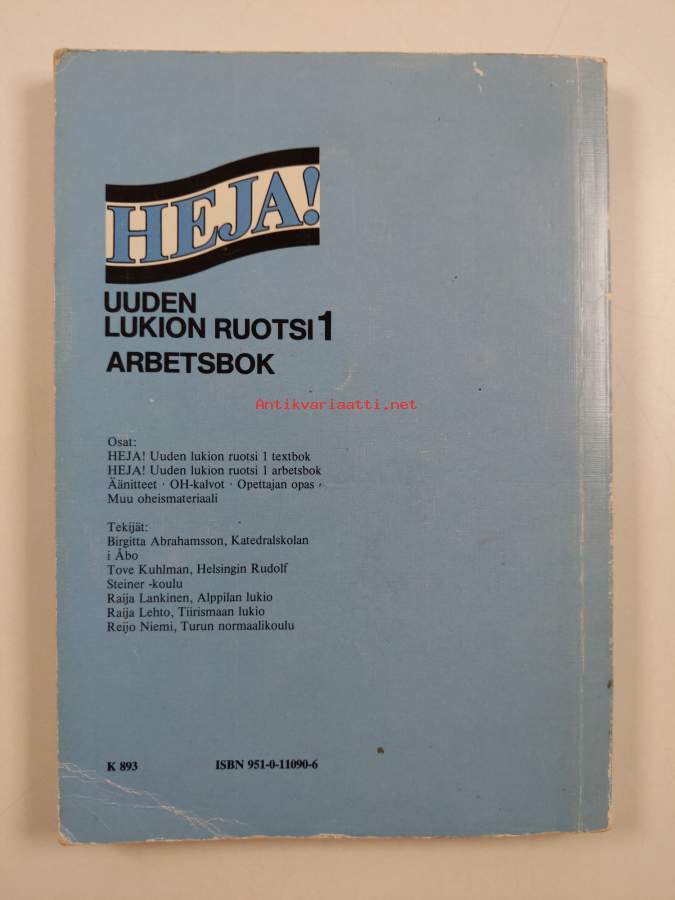 HEJA!
UUDEN
LUKION RUOTSI 1
ARBETSBOK
Antikvariaatti.net
Osat:
HEJA! Uuden lukion ruotsi 1 textbok
HEJA! Uuden lukion ruotsi 1 arbetsbok
Äänitteet · OH-kalvot · Opettajan opas ·
Muu oheismateriaali
Tekijät:
Birgitta Abrahamsson, Katedralskolan
i Åbo
Tove Kuhlman, Helsingin Rudolf
Steiner -koulu
Raija Lankinen, Alppilan lukio
Raija Lehto, Tiirismaan lukio
Reijo Niemi, Turun normaalikoulu
K 893 ISBN 951-0-11090-6